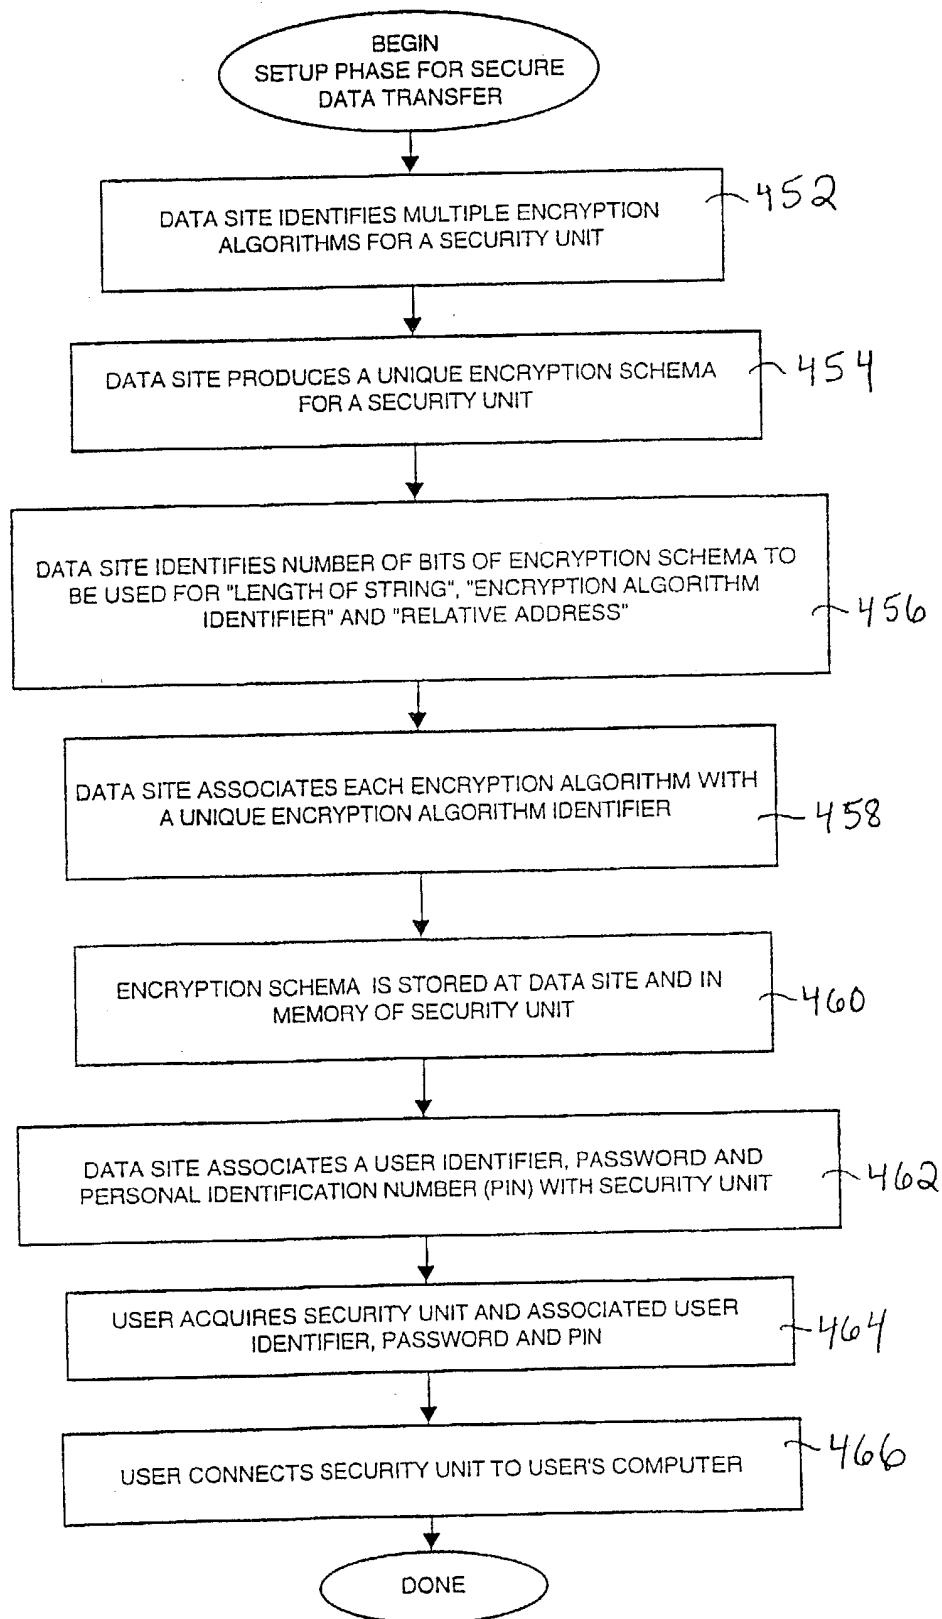 BEGIN
SETUP PHASE FOR SECURE
DATA TRANSFER
DATA SITE IDENTIFIES MULTIPLE ENCRYPTION
ALGORITHMS FOR A SECURITY UNIT
452
DATA SITE PRODUCES A UNIQUE ENCRYPTION SCHEMA
FOR A SECURITY UNIT
454
DATA SITE IDENTIFIES NUMBER OF BITS OF ENCRYPTION SCHEMA TO
BE USED FOR "LENGTH OF STRING", "ENCRYPTION ALGORITHM
IDENTIFIER" AND "RELATIVE ADDRESS"
456
DATA SITE ASSOCIATES EACH ENCRYPTION ALGORITHM WITH
A UNIQUE ENCRYPTION ALGORITHM IDENTIFIER
458
ENCRYPTION SCHEMA IS STORED AT DATA SITE AND IN
MEMORY OF SECURITY UNIT
460
DATA SITE ASSOCIATES A USER IDENTIFIER, PASSWORD AND
PERSONAL IDENTIFICATION NUMBER (PIN) WITH SECURITY UNIT
462
USER ACQUIRES SECURITY UNIT AND ASSOCIATED USER
IDENTIFIER, PASSWORD AND PIN
464
USER CONNECTS SECURITY UNIT TO USER'S COMPUTER
466
DONE